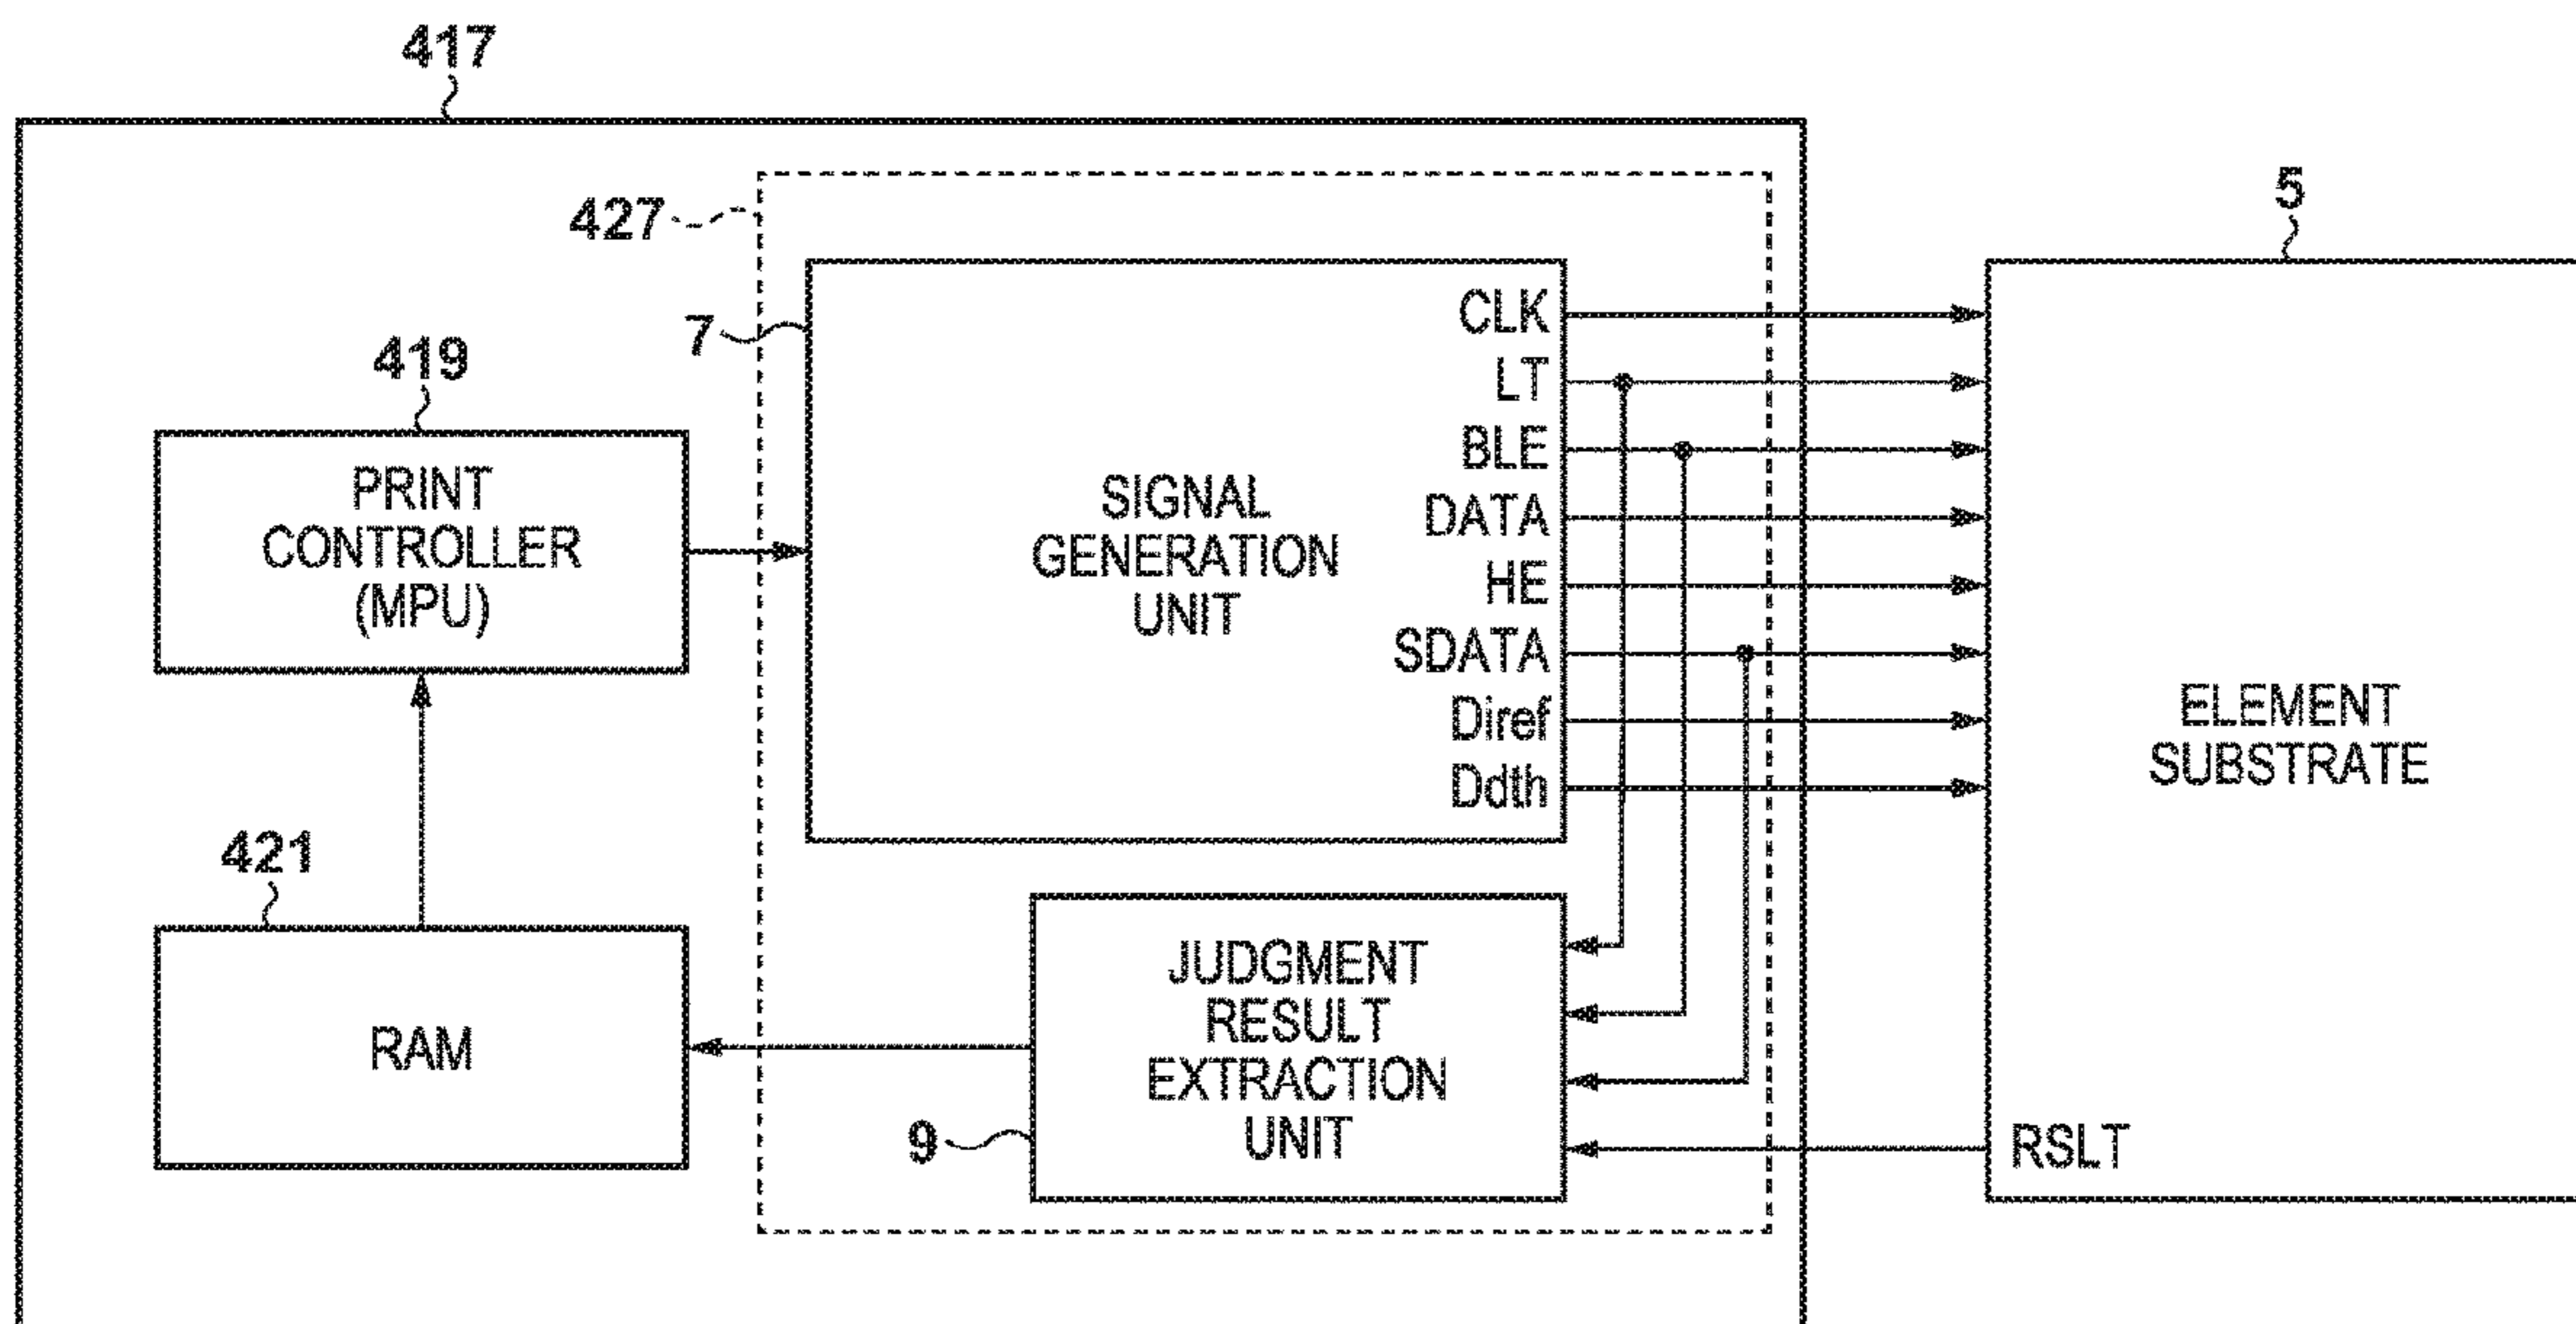 417
427
5
7
CLK
LT
BLE
DATA
HE
SDATA
Diref
Ddth
SIGNAL
GENERATION
UNIT
419
PRINT
CONTROLLER
(MPU)
ELEMENT
SUBSTRATE
421
RAM
JUDGMENT
RESULT
EXTRACTION
UNIT
9
RSLT